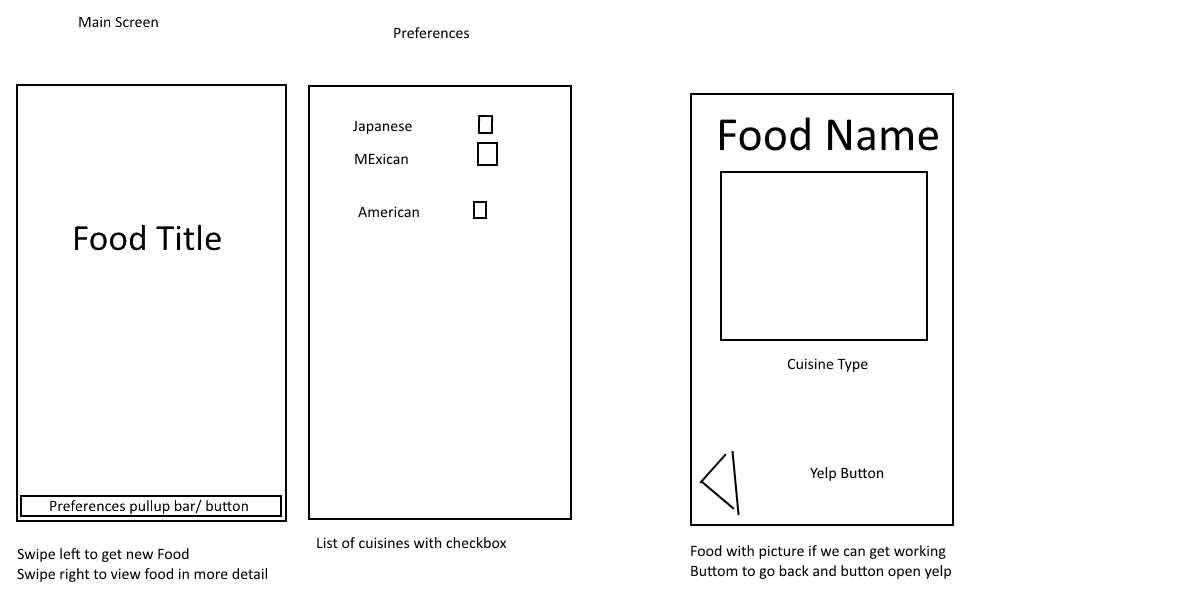 Main Screen
Preferences
Food Title
Preferences pullup bar/ button
Swipe left to get new Food
Swipe right to view food in more detail
Japanese
MExican
American
List of cuisines with checkbox
Food Name
Cuisine Type
Yelp Button
Food with picture if we can get working
Buttom to go back and button open yelp